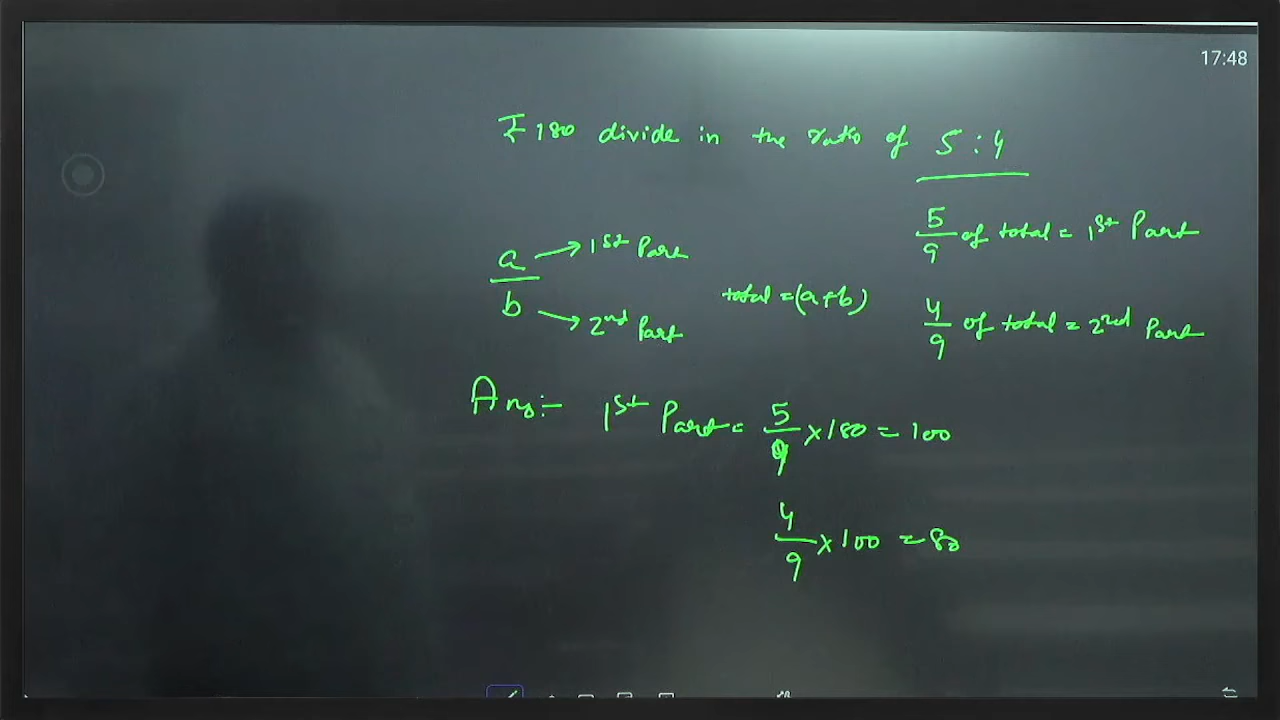 17:48
₹ 180 divide in the ratio of 5 : 4
5/9 of total = 1st Part
a → 1st Part
b → 2nd Part
total = (a+b)
4/9 of total = 2nd Part
Ans:- 1st Part = 5/9 × 180 = 100
4/9 × 100 = 80